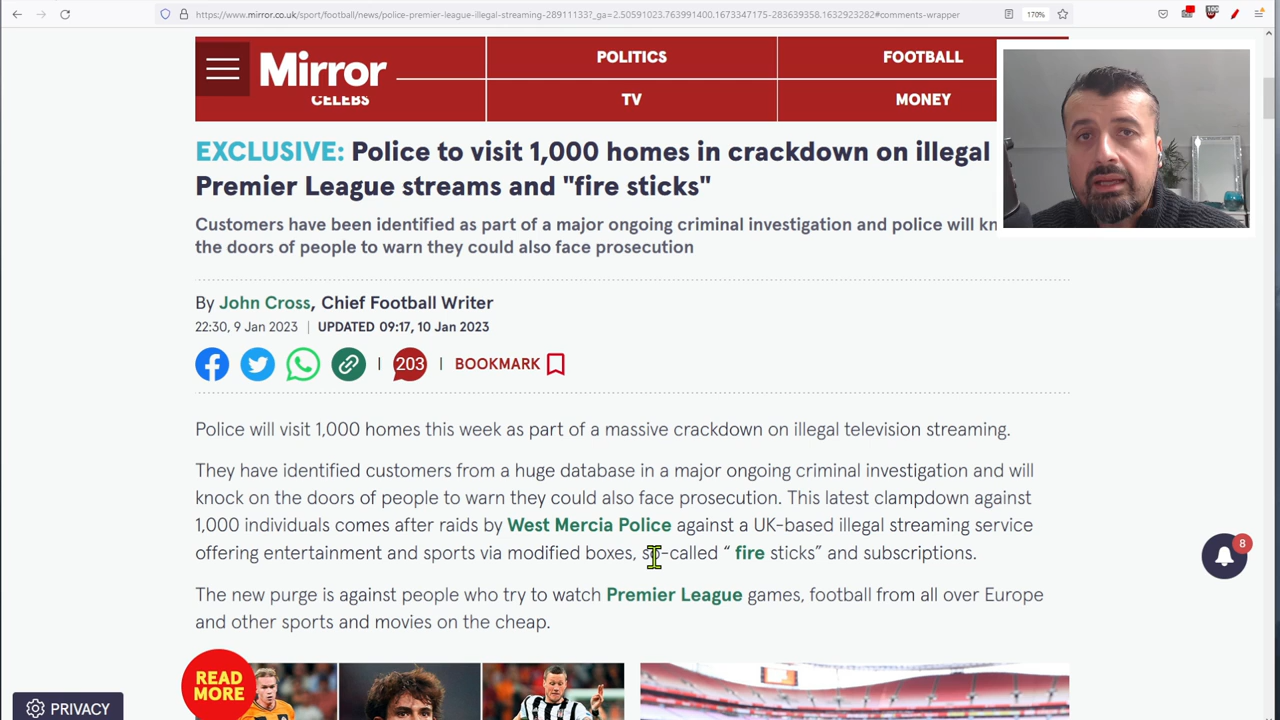 https://www.mirror.co.uk/sport/football/news/police-premier-league-illegal-streaming-28911133?_ga=2.50591023.763991400.1673347175-283639358.1632923282#comments-wrapper
170%
100
Mirror
POLITICS
FOOTBALL
CELEBS
TV
MONEY
EXCLUSIVE: Police to visit 1,000 homes in crackdown on illegal
Premier League streams and "fire sticks"
Customers have been identified as part of a major ongoing criminal investigation and police will kn
the doors of people to warn they could also face prosecution
By John Cross, Chief Football Writer
22:30, 9 Jan 2023 | UPDATED 09:17, 10 Jan 2023
203 | BOOKMARK
Police will visit 1,000 homes this week as part of a massive crackdown on illegal television streaming.
They have identified customers from a huge database in a major ongoing criminal investigation and will
knock on the doors of people to warn they could also face prosecution. This latest clampdown against
1,000 individuals comes after raids by West Mercia Police against a UK-based illegal streaming service
offering entertainment and sports via modified boxes, so-called “ fire sticks” and subscriptions.
8
The new purge is against people who try to watch Premier League games, football from all over Europe
and other sports and movies on the cheap.
READ
MORE
PRIVACY